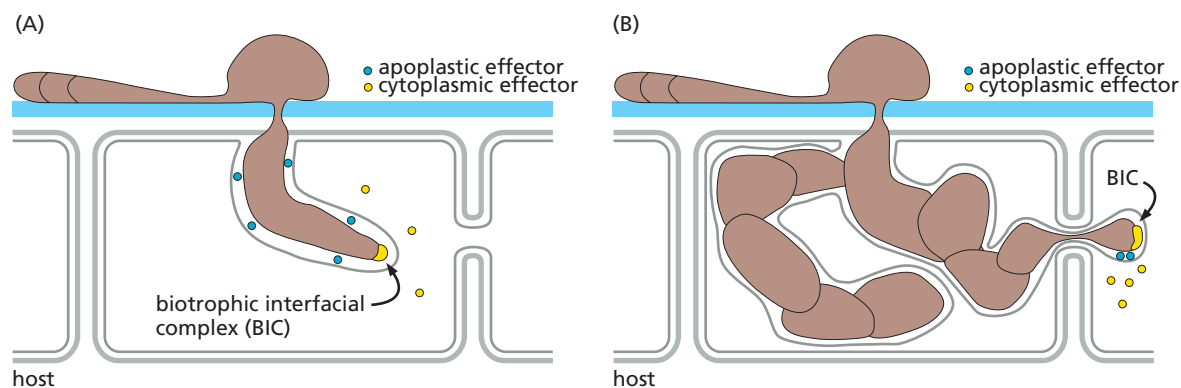 (A)
apoplastic effector
cytoplasmic effector
biotrophic interfacial
complex (BIC)
host
(B)
apoplastic effector
cytoplasmic effector
BIC
host